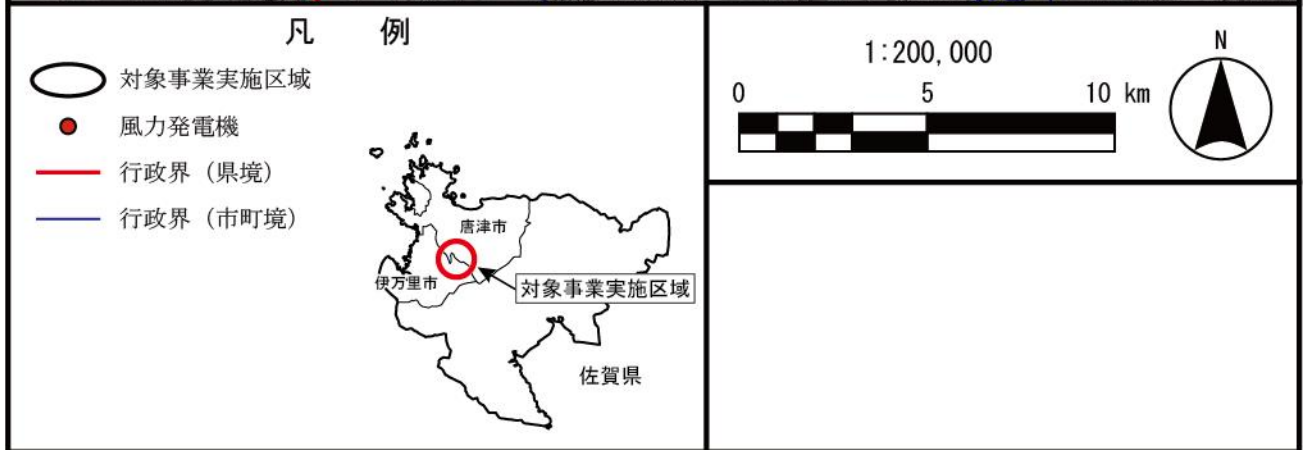 凡 例
対象事業実施区域
風力発電機
行政界（県境）
行政界（市町境）
唐津市
伊万里市
対象事業実施区域
佐賀県
1:200,000
0 5 10 km
N